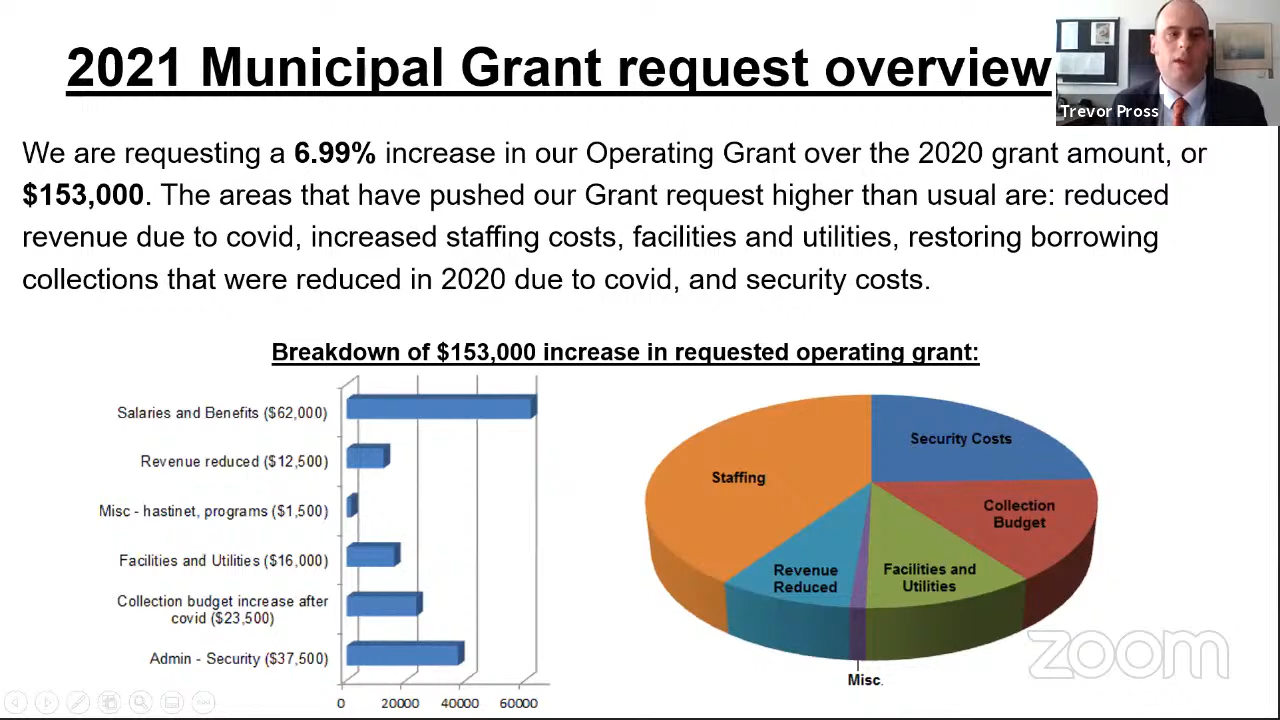 2021 Municipal Grant request overview
Trevor Pross
We are requesting a 6.99% increase in our Operating Grant over the 2020 grant amount, or
$153,000. The areas that have pushed our Grant request higher than usual are: reduced
revenue due to covid, increased staffing costs, facilities and utilities, restoring borrowing
collections that were reduced in 2020 due to covid, and security costs.
Breakdown of $153,000 increase in requested operating grant:
Salaries and Benefits ($62,000)
Revenue reduced ($12,500)
Misc - hastinet, programs ($1,500)
Facilities and Utilities ($16,000)
Collection budget increase after
covid ($23,500)
Admin - Security ($37,500)
0 20000 40000 60000
Security Costs
Staffing
Collection
Budget
Revenue
Reduced
Facilities and
Utilities
Misc.
zoom